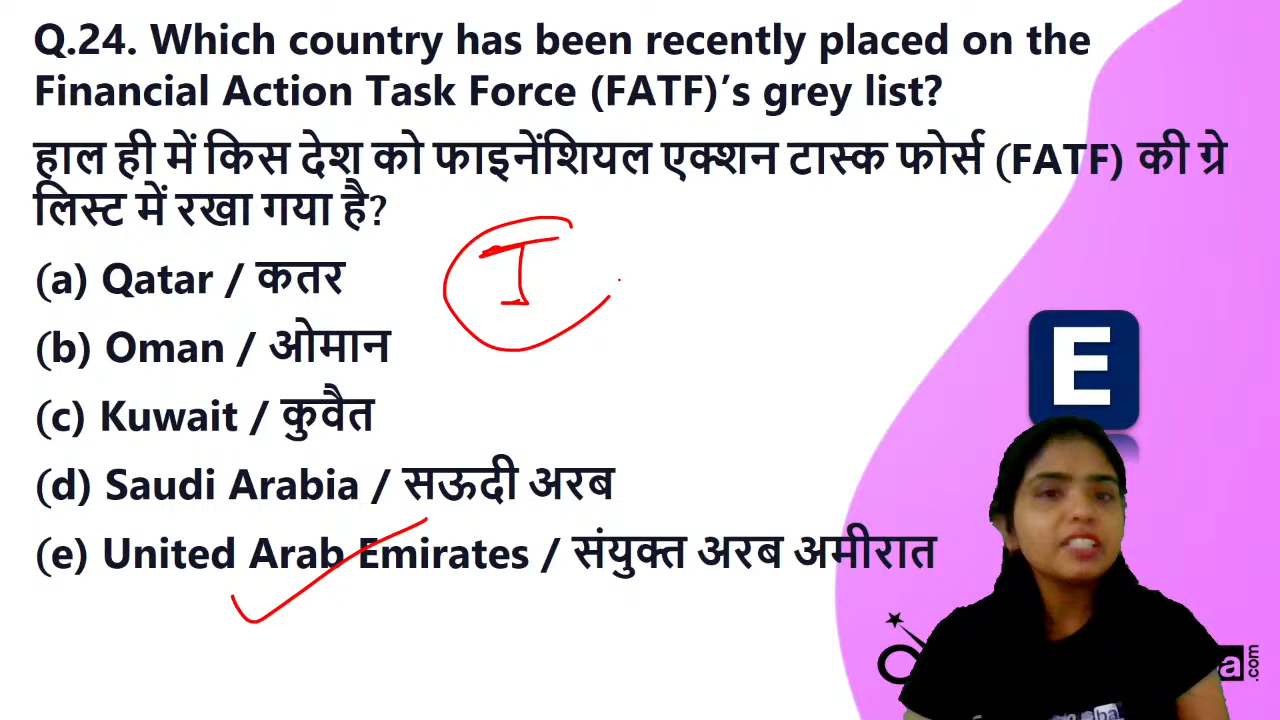 Q.24. Which country has been recently placed on the
Financial Action Task Force (FATF)’s grey list?
हाल ही में किस देश को फाइनेंशियल एक्शन टास्क फोर्स (FATF) की ग्रे
लिस्ट में रखा गया है?
(a) Qatar / कतर
I
(b) Oman / ओमान
(c) Kuwait / कुवैत
(d) Saudi Arabia / सऊदी अरब
(e) United Arab Emirates / संयुक्त अरब अमीरात
E
.com